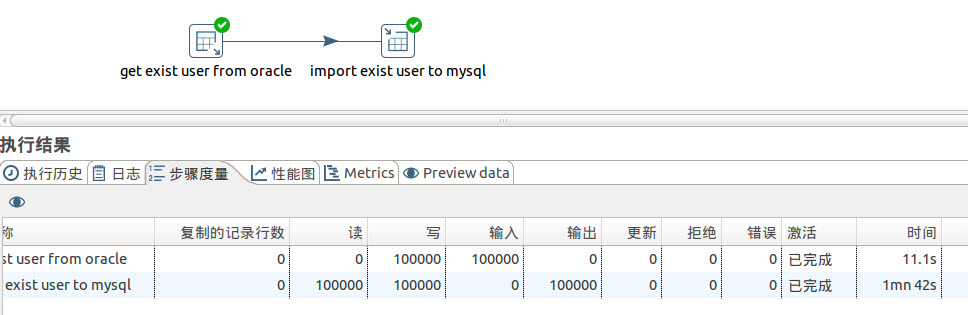 get exist user from oracle import exist user to mysql
执行结果
执行历史 日志 步骤度量 性能图 Metrics Preview data
称 复制的记录行数 读 写 输入 输出 更新 拒绝 错误 激活 时间
st user from oracle 0 0 100000 100000 0 0 0 0 已完成 11.1s
exist user to mysql 0 100000 100000 0 100000 0 0 0 已完成 1mn 42s